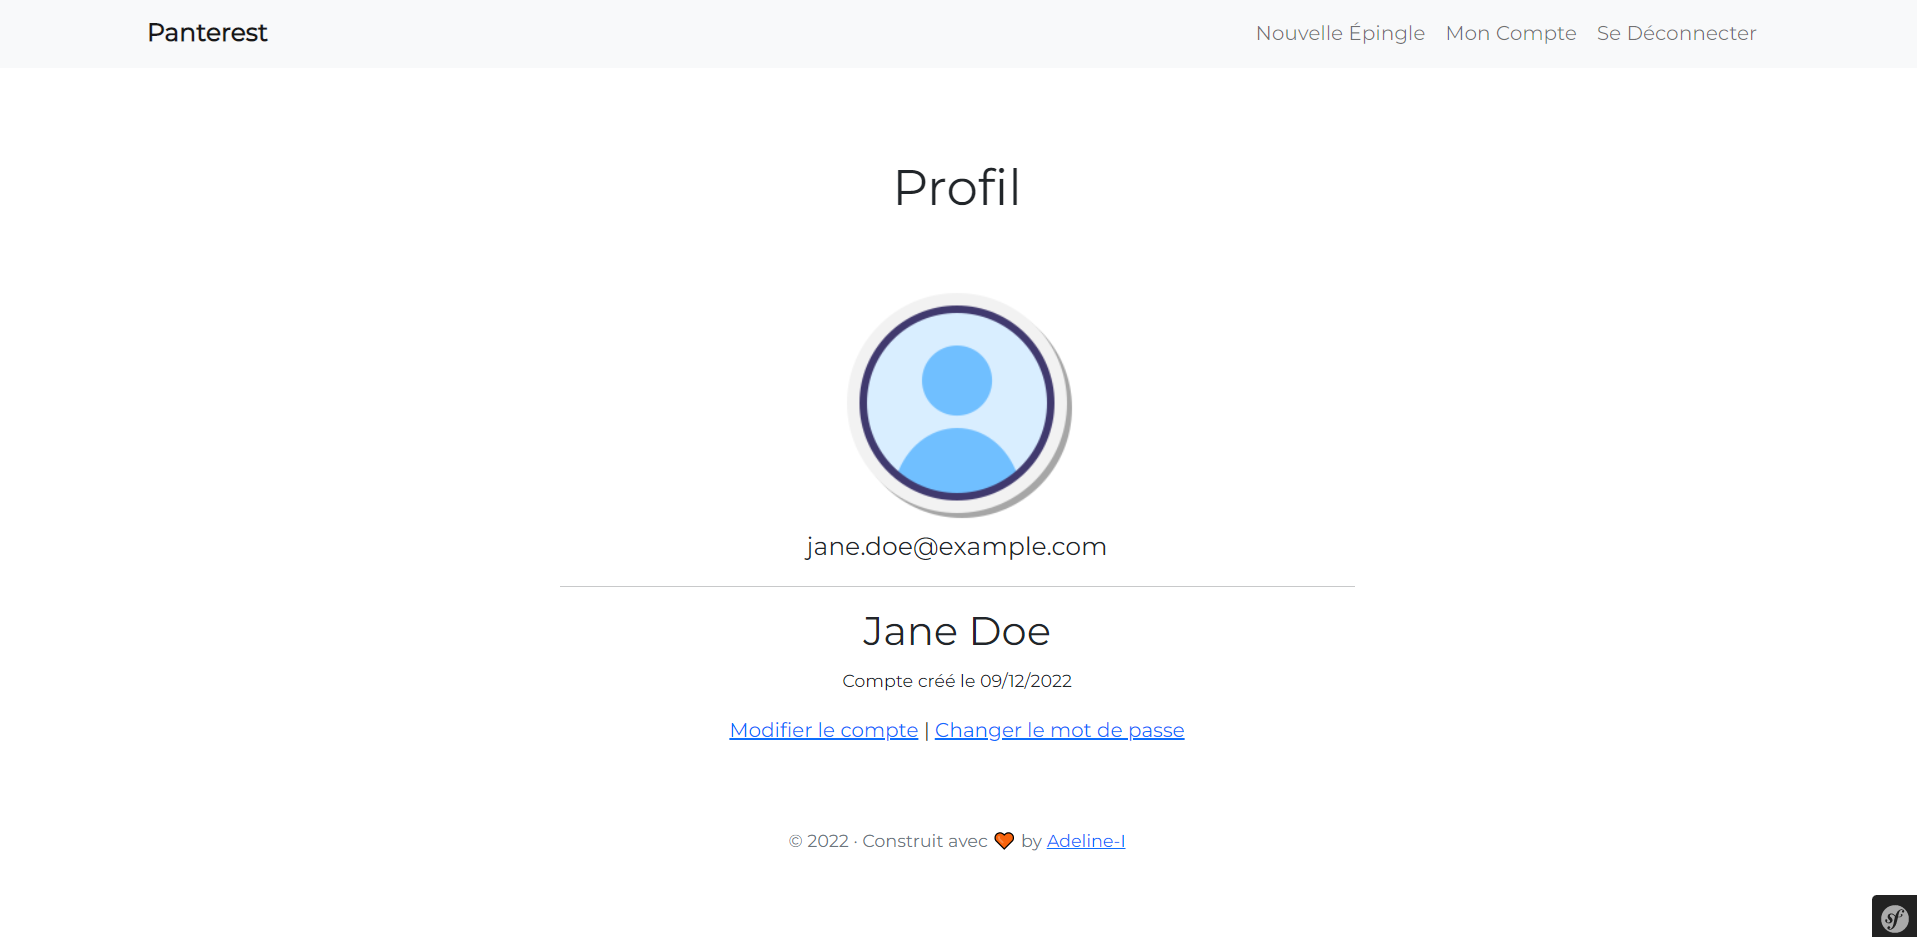 Panterest
Nouvelle Épingle Mon Compte Se Déconnecter
Profil
jane.doe@example.com
Jane Doe
Compte créé le 09/12/2022
Modifier le compte | Changer le mot de passe
© 2022 · Construit avec 🧡 by Adeline-I
sf